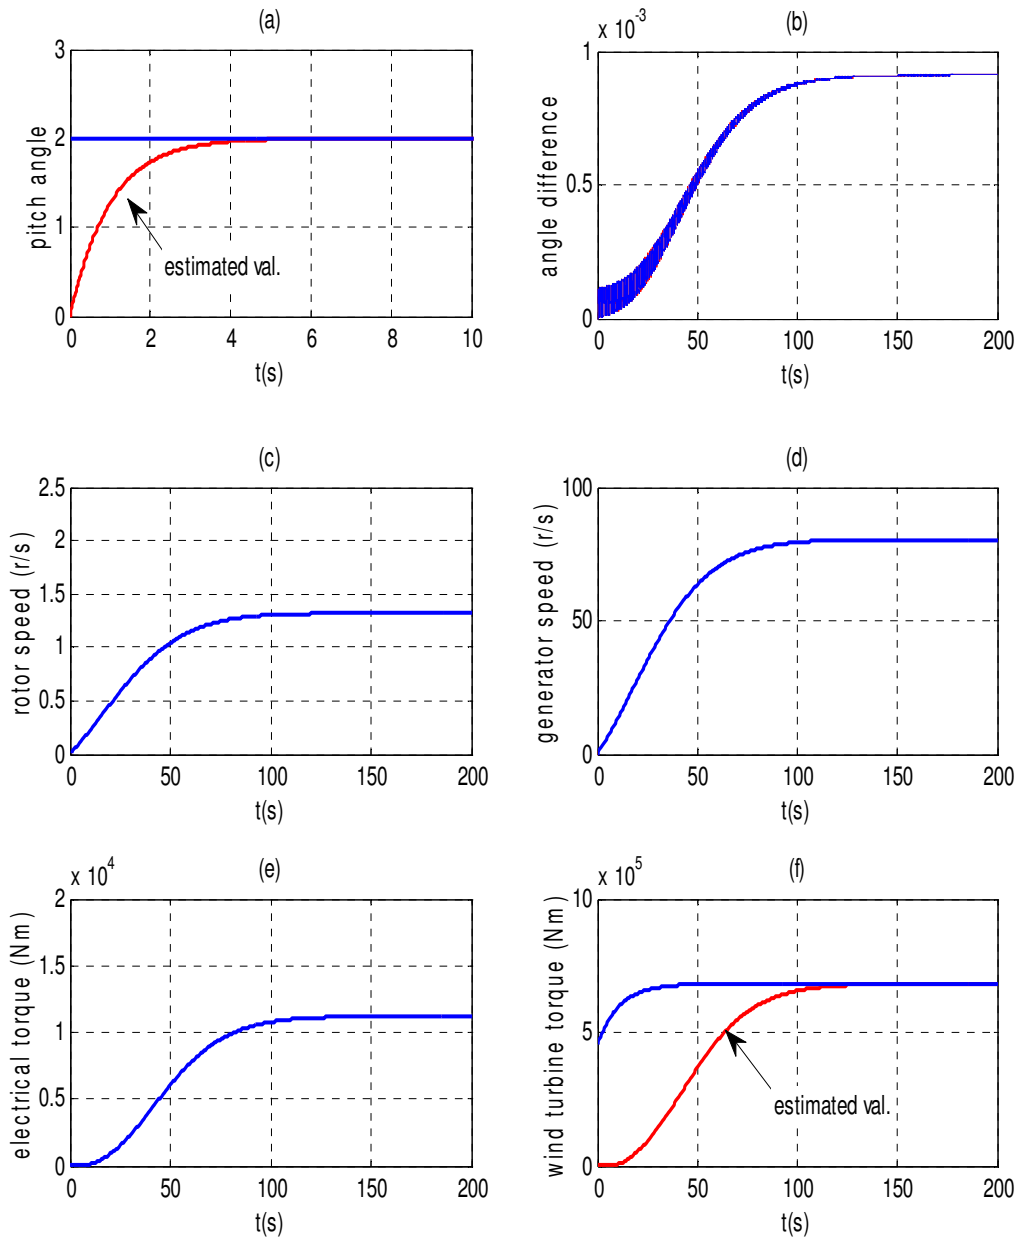 (a)
3
2
1
0
pitch angle
estimated val.
0 2 4 6 8 10
t(s)
(b)
x 10^-3
1
0.5
0
angle difference
0 50 100 150 200
t(s)
(c)
2.5
2
1.5
1
0.5
0
rotor speed (r/s)
0 50 100 150 200
t(s)
(d)
100
50
0
generator speed (r/s)
0 50 100 150 200
t(s)
(e)
x 10^4
2
1.5
1
0.5
0
electrical torque (Nm)
0 50 100 150 200
t(s)
(f)
x 10^5
10
5
0
wind turbine torque (Nm)
estimated val.
0 50 100 150 200
t(s)